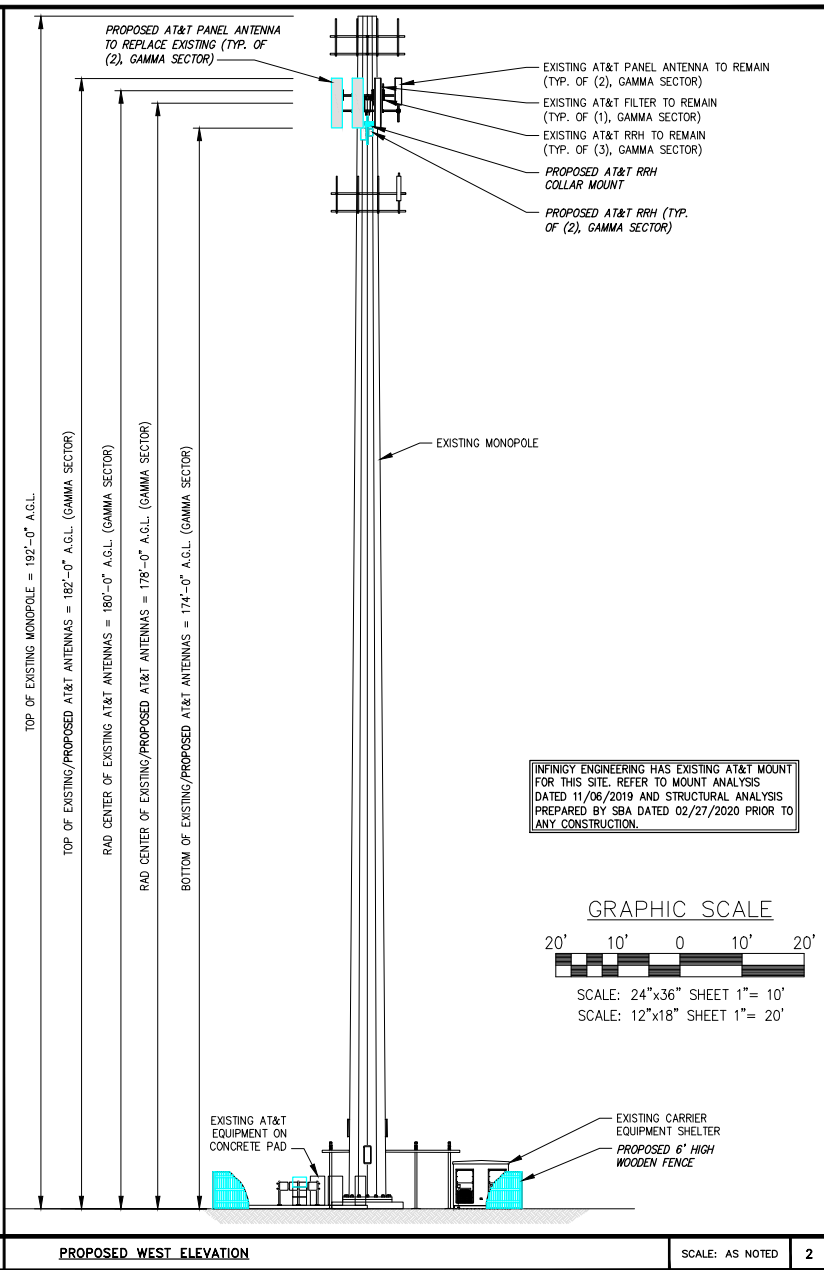 PROPOSED AT&T PANEL ANTENNA
TO REPLACE EXISTING (TYP. OF
(2), GAMMA SECTOR)
EXISTING AT&T PANEL ANTENNA TO REMAIN
(TYP. OF (2), GAMMA SECTOR)
EXISTING AT&T FILTER TO REMAIN
(TYP. OF (1), GAMMA SECTOR)
EXISTING AT&T RRH TO REMAIN
(TYP. OF (3), GAMMA SECTOR)
PROPOSED AT&T RRH
COLLAR MOUNT
PROPOSED AT&T RRH (TYP.
OF (2), GAMMA SECTOR)
EXISTING MONOPOLE
TOP OF EXISTING MONOPOLE = 192'-0" A.G.L.
TOP OF EXISTING/PROPOSED AT&T ANTENNAS = 182'-0" A.G.L. (GAMMA SECTOR)
RAD CENTER OF EXISTING AT&T ANTENNAS = 180'-0" A.G.L. (GAMMA SECTOR)
RAD CENTER OF EXISTING/PROPOSED AT&T ANTENNAS = 178'-0" A.G.L. (GAMMA SECTOR)
BOTTOM OF EXISTING/PROPOSED AT&T ANTENNAS = 174'-0" A.G.L. (GAMMA SECTOR)
INFINIGY ENGINEERING HAS EXISTING AT&T MOUNT
FOR THIS SITE. REFER TO MOUNT ANALYSIS
DATED 11/06/2019 AND STRUCTURAL ANALYSIS
PREPARED BY SBA DATED 02/27/2020 PRIOR TO
ANY CONSTRUCTION.
GRAPHIC SCALE
20' 10' 0 10' 20'
SCALE: 24"x36" SHEET 1"= 10'
SCALE: 12"x18" SHEET 1"= 20'
EXISTING AT&T
EQUIPMENT ON
CONCRETE PAD
EXISTING CARRIER
EQUIPMENT SHELTER
PROPOSED 6' HIGH
WOODEN FENCE
PROPOSED WEST ELEVATION
SCALE: AS NOTED
2